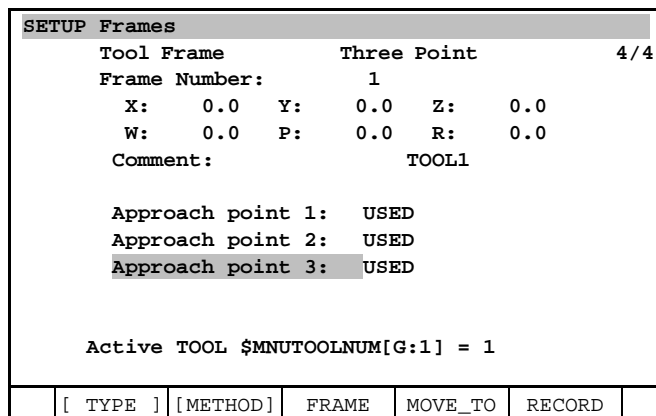 SETUP Frames
Tool Frame Three Point 4/4
Frame Number: 1
X: 0.0 Y: 0.0 Z: 0.0
W: 0.0 P: 0.0 R: 0.0
Comment: TOOL1
Approach point 1: USED
Approach point 2: USED
Approach point 3: USED
Active TOOL $MNUTOOLNUM[G:1] = 1
[ TYPE ] [METHOD] FRAME MOVE_TO RECORD